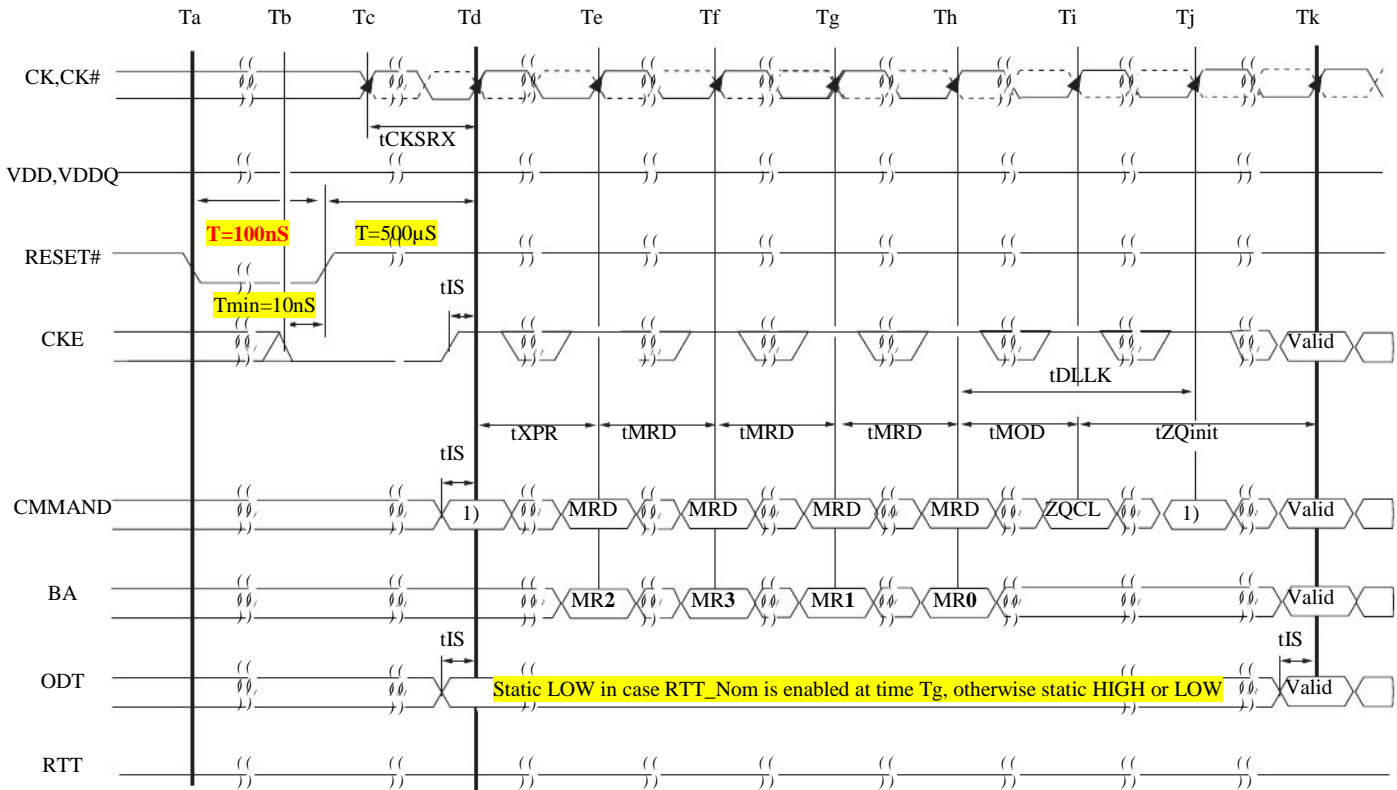 Ta Tb Tc Td Te Tf Tg Th Ti Tj Tk
CK,CK#
tCKSRX
VDD,VDDQ
T=100nS T=500µS
RESET#
Tmin=10nS tIS
CKE Valid
tDLLK
tXPR tMRD tMRD tMRD tMOD tZQinit
tIS
CMMAND 1) MRD MRD MRD MRD ZQCL 1) Valid
BA MR2 MR3 MR1 MR0 Valid
tIS tIS
ODT Static LOW in case RTT_Nom is enabled at time Tg, otherwise static HIGH or LOW Valid
RTT